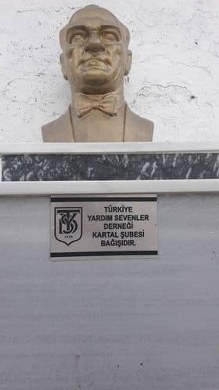 TÜRKİYE
YARDIM SEVENLER
DERNEĞİ
KARTAL ŞUBESİ
BAĞIŞIDIR.